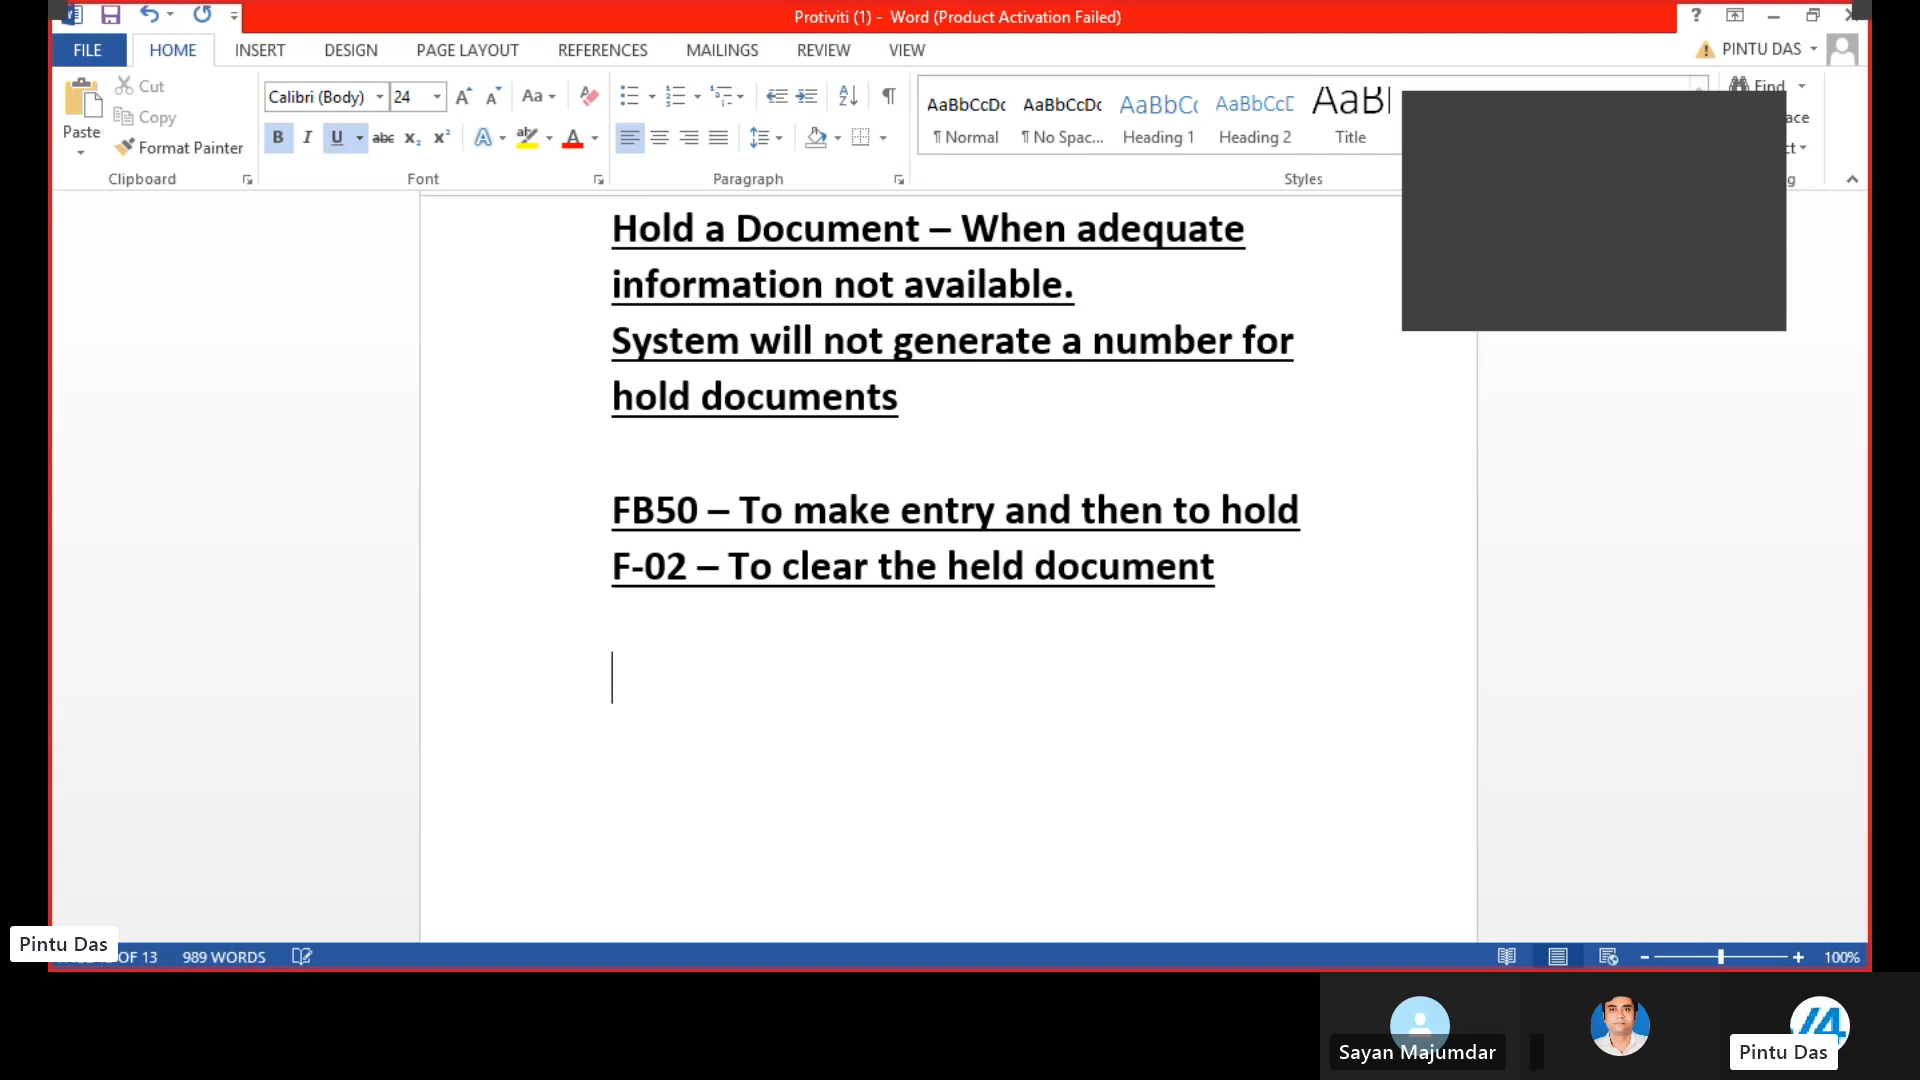 Protiviti (1) - Word (Product Activation Failed)
FILE HOME INSERT DESIGN PAGE LAYOUT REFERENCES MAILINGS REVIEW VIEW PINTU DAS
Paste
Cut
Copy
Format Painter
Clipboard
Calibri (Body) 24
Font
Paragraph
AaBbCcDc AaBbCcDc AaBbCc AaBbCcD AaB
¶ Normal ¶ No Spac... Heading 1 Heading 2 Title
Styles
Find
Hold a Document – When adequate
information not available.
System will not generate a number for
hold documents
FB50 – To make entry and then to hold
F-02 – To clear the held document
Pintu Das
OF 13 989 WORDS 100%
Sayan Majumdar
Pintu Das